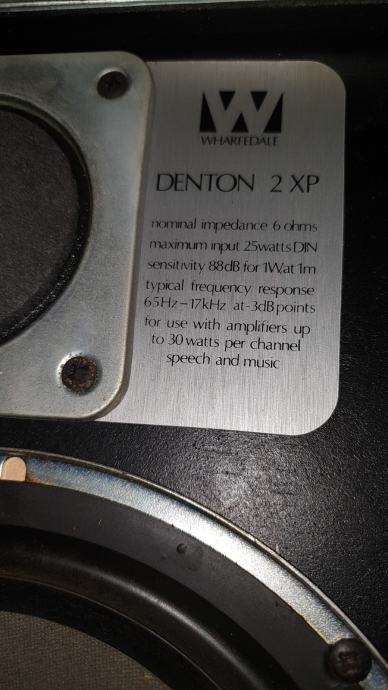 W
WHARFEDALE
DENTON 2 XP
nominal impedance 6 ohms
maximum input 25watts DIN
sensitivity 88dB for 1W at 1m
typical frequency response
65Hz-17kHz at -3dB points
for use with amplifiers up
to 30 watts per channel
speech and music